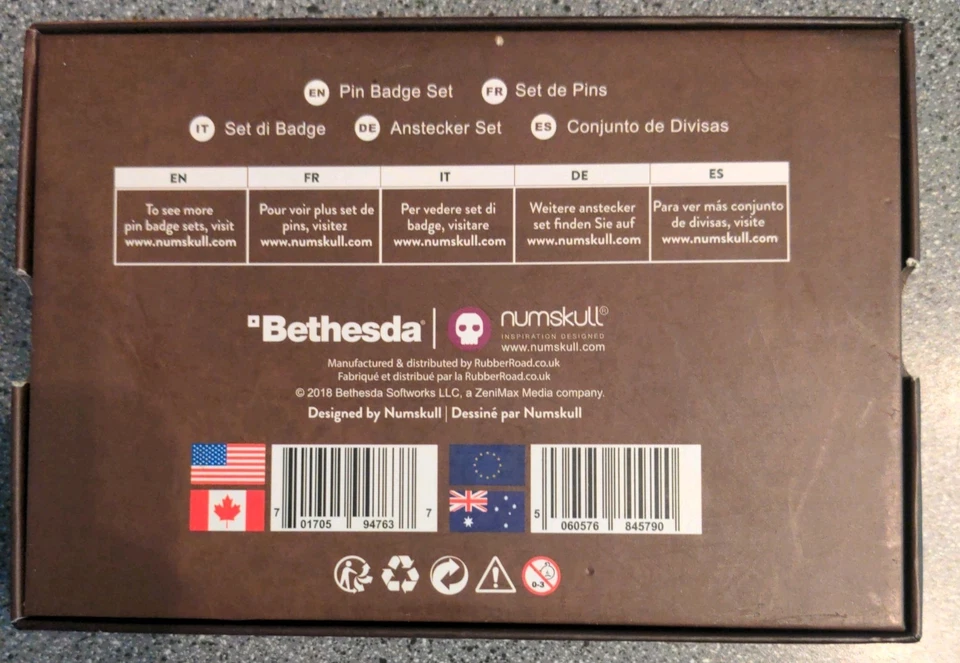 EN Pin Badge Set FR Set de Pins
IT Set di Badge DE Anstecker Set ES Conjunto de Divisas
EN FR IT DE ES
To see more
pin badge sets, visit
www.numskull.com
Pour voir plus set de
pins, visitez
www.numskull.com
Per vedere set di
badge, visitare
www.numskull.com
Weitere anstecker
set finden Sie auf
www.numskull.com
Para ver más conjunto
de divisas, visite
www.numskull.com
Bethesda® | numskull®
INSPIRATION DESIGNED
www.numskull.com
Manufactured & distributed by RubberRoad.co.uk
Fabriqué et distribué par la RubberRoad.co.uk
© 2018 Bethesda Softworks LLC, a ZeniMax Media company.
Designed by Numskull | Dessiné par Numskull
7 01705 94763 7
5 060576 845790
0-3